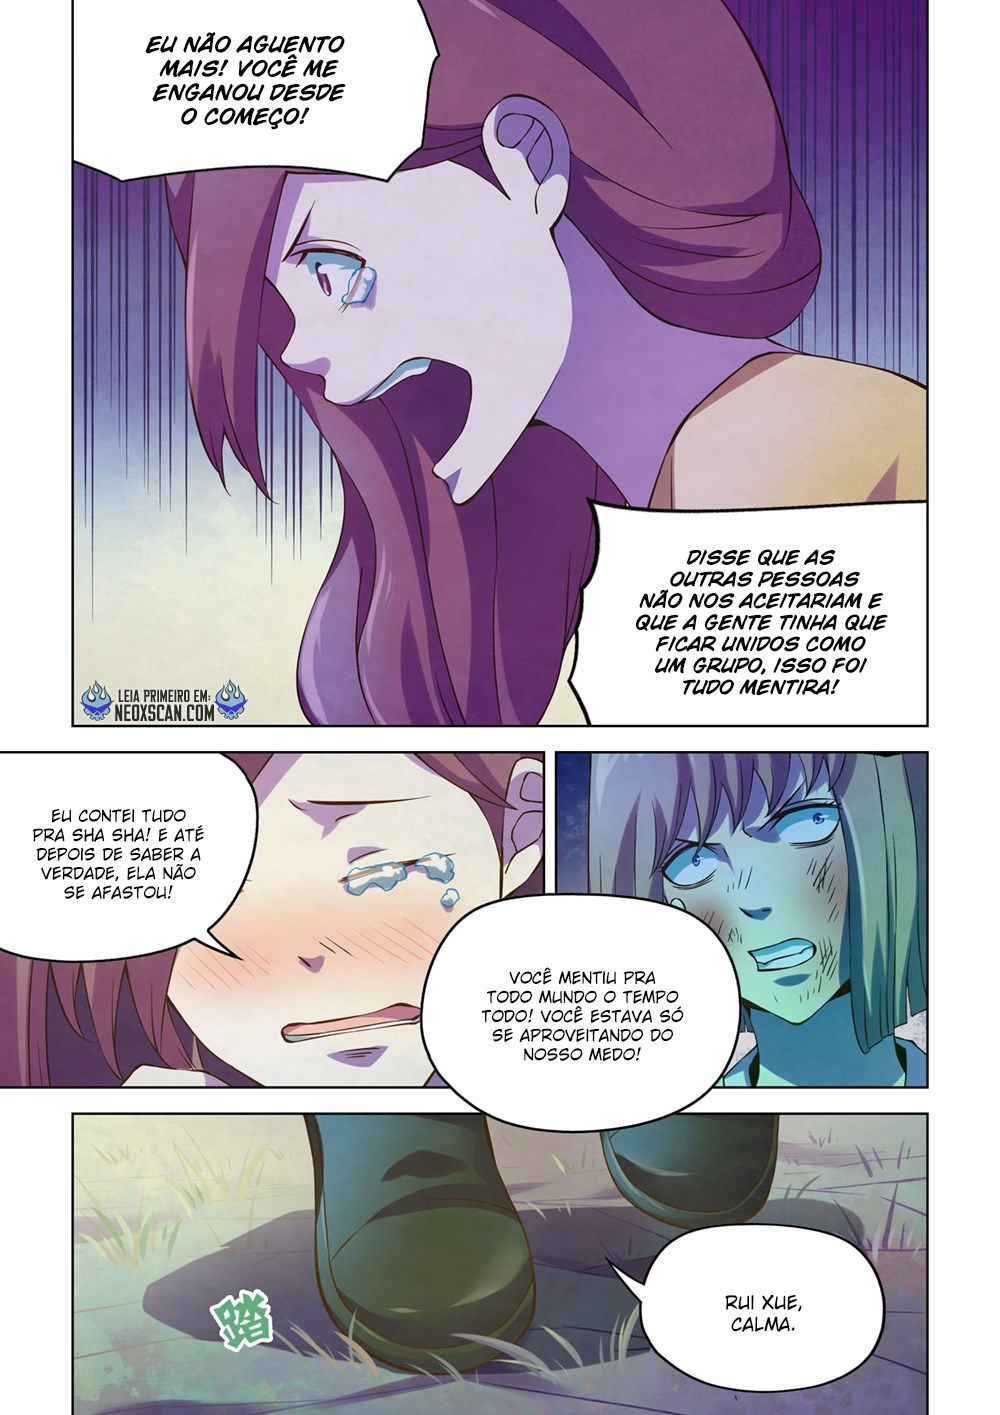 EU NÃO AGUENTO
MAIS! VOCÊ ME
ENGANOU DESDE
O COMEÇO!
DISSE QUE AS
OUTRAS PESSOAS
NÃO NOS ACEITARIAM E
QUE A GENTE TINHA QUE
FICAR UNIDOS COMO
UM GRUPO, ISSO FOI
TUDO MENTIRA!
LEIA PRIMEIRO EM:
NEOXSCAN.COM
EU CONTEI TUDO
PRA SHA SHA! E ATÉ
DEPOIS DE SABER A
VERDADE, ELA NÃO
SE AFASTOU!
VOCÊ MENTIU PRA
TODO MUNDO O TEMPO
TODO! VOCÊ ESTAVA SÓ
SE APROVEITANDO DO
NOSSO MEDO!
踏
RUI XUE,
CALMA.